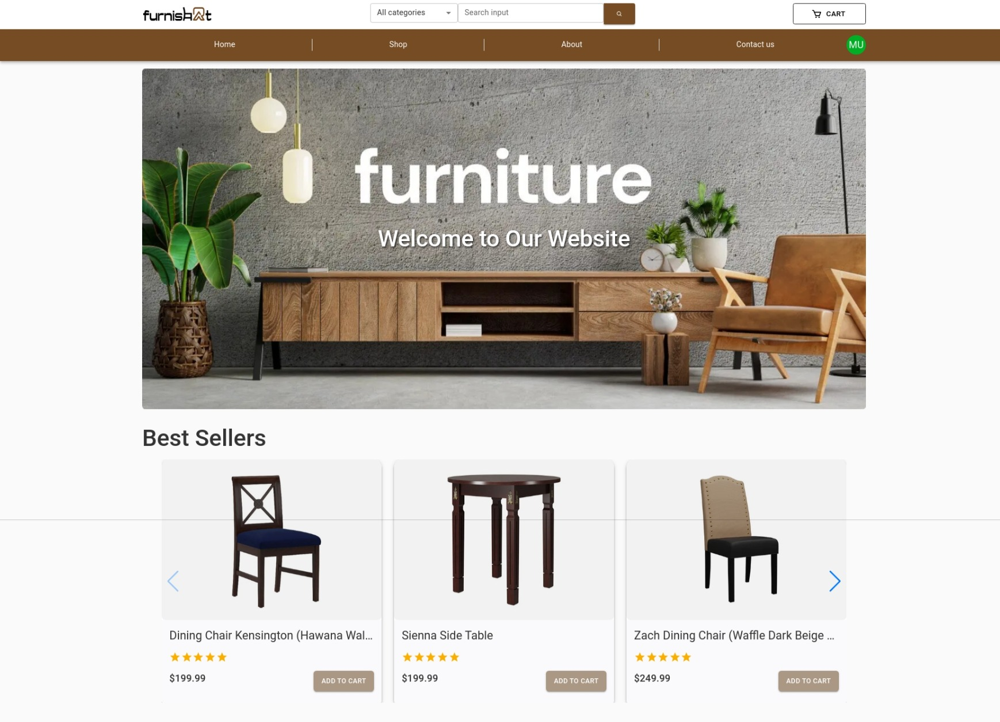 furnishArt
All categories
Search input
CART
Home
Shop
About
Contact us
MU
furniture
Welcome to Our Website
Best Sellers
Dining Chair Kensington (Hawana Wal...
Sienna Side Table
Zach Dining Chair (Waffle Dark Beige ...
$199.99
ADD TO CART
$199.99
ADD TO CART
$249.99
ADD TO CART